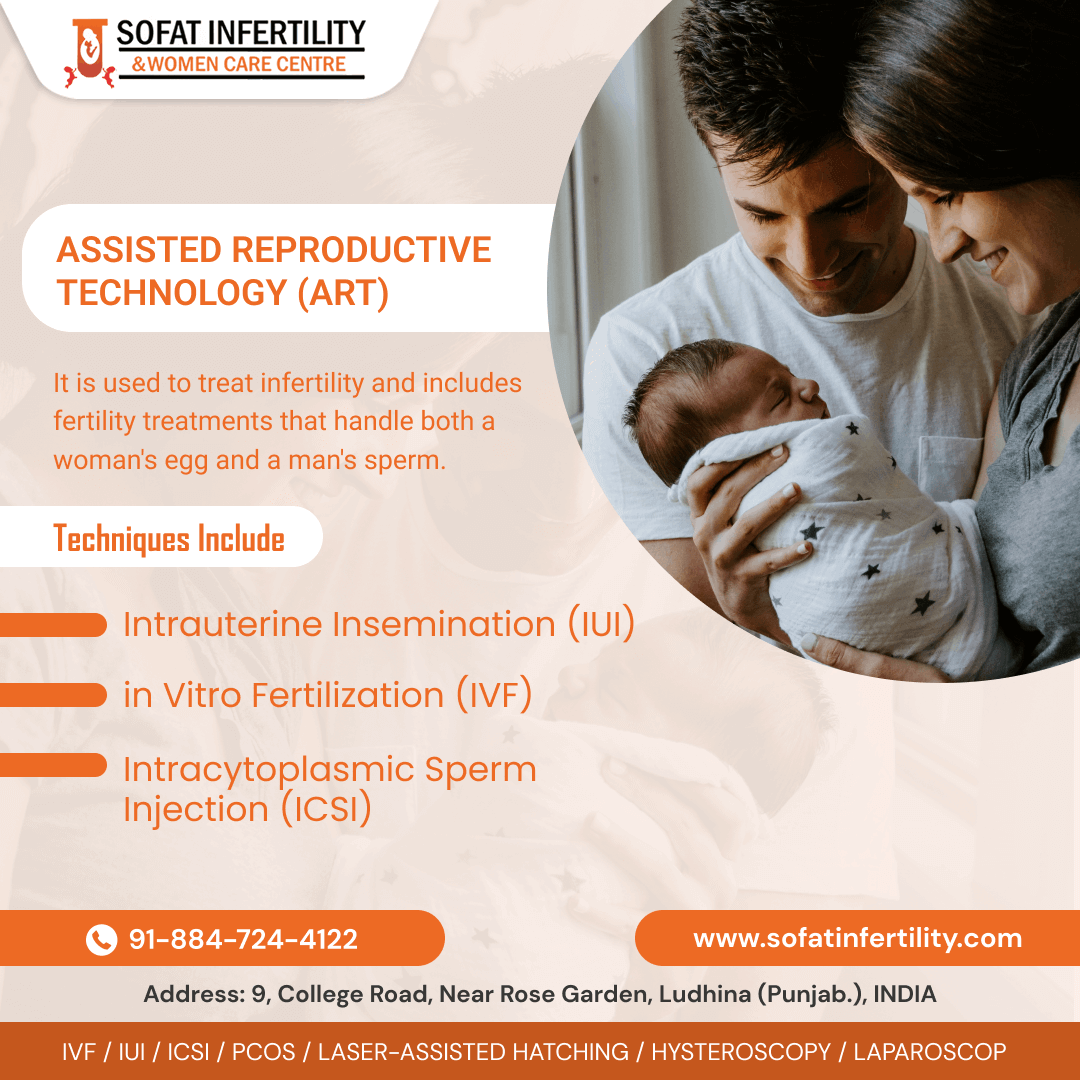 SOFAT INFERTILITY
&WOMEN CARE CENTRE
ASSISTED REPRODUCTIVE
TECHNOLOGY (ART)
It is used to treat infertility and includes
fertility treatments that handle both a
woman's egg and a man's sperm.
Techniques Include
Intrauterine Insemination (IUI)
in Vitro Fertilization (IVF)
Intracytoplasmic Sperm
Injection (ICSI)
91-884-724-4122
www.sofatinfertility.com
Address: 9, College Road, Near Rose Garden, Ludhina (Punjab.), INDIA
IVF / IUI / ICSI / PCOS / LASER-ASSISTED HATCHING / HYSTEROSCOPY / LAPAROSCOP